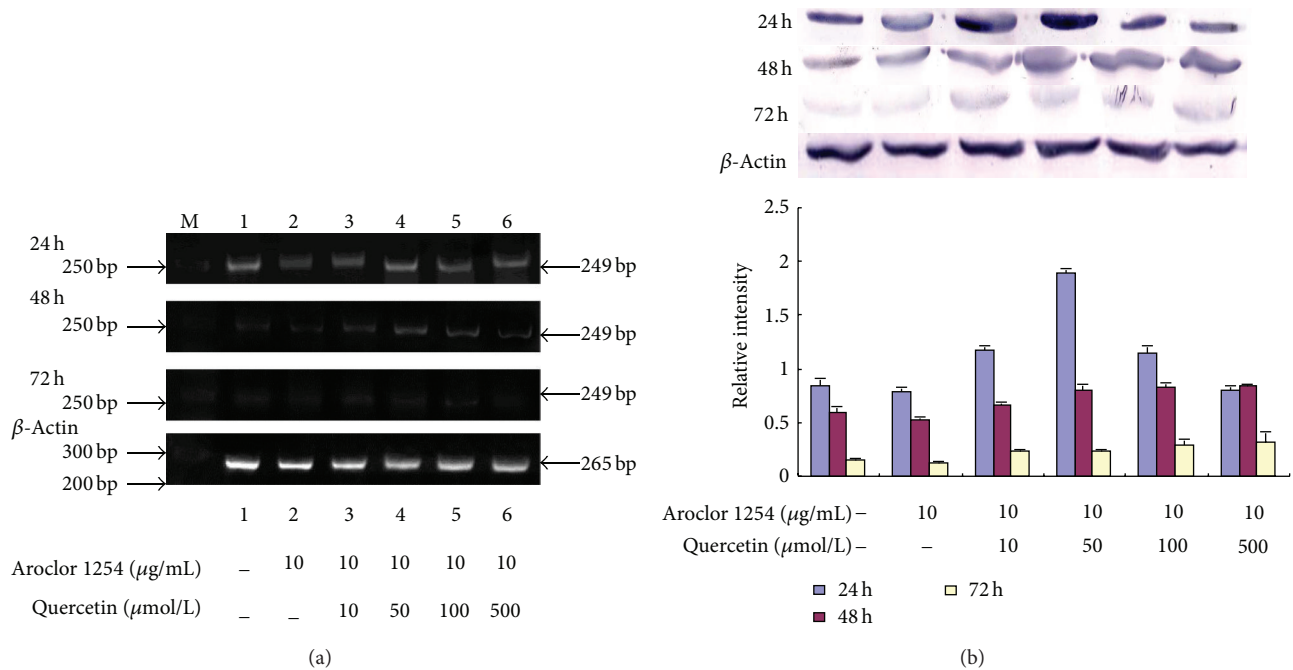 M 1 2 3 4 5 6
24 h
250 bp
249 bp
48 h
250 bp
249 bp
72 h
250 bp
249 bp
β-Actin
300 bp
265 bp
200 bp
1 2 3 4 5 6
Aroclor 1254 (μg/mL) – 10 10 10 10 10
Quercetin (μmol/L) – – 10 50 100 500
(a)
24 h
48 h
72 h
β-Actin
2.5
2
1.5
1
0.5
0
Relative intensity
Aroclor 1254 (μg/mL) – 10 10 10 10 10
Quercetin (μmol/L) – – 10 50 100 500
24 h 72 h
48 h
(b)